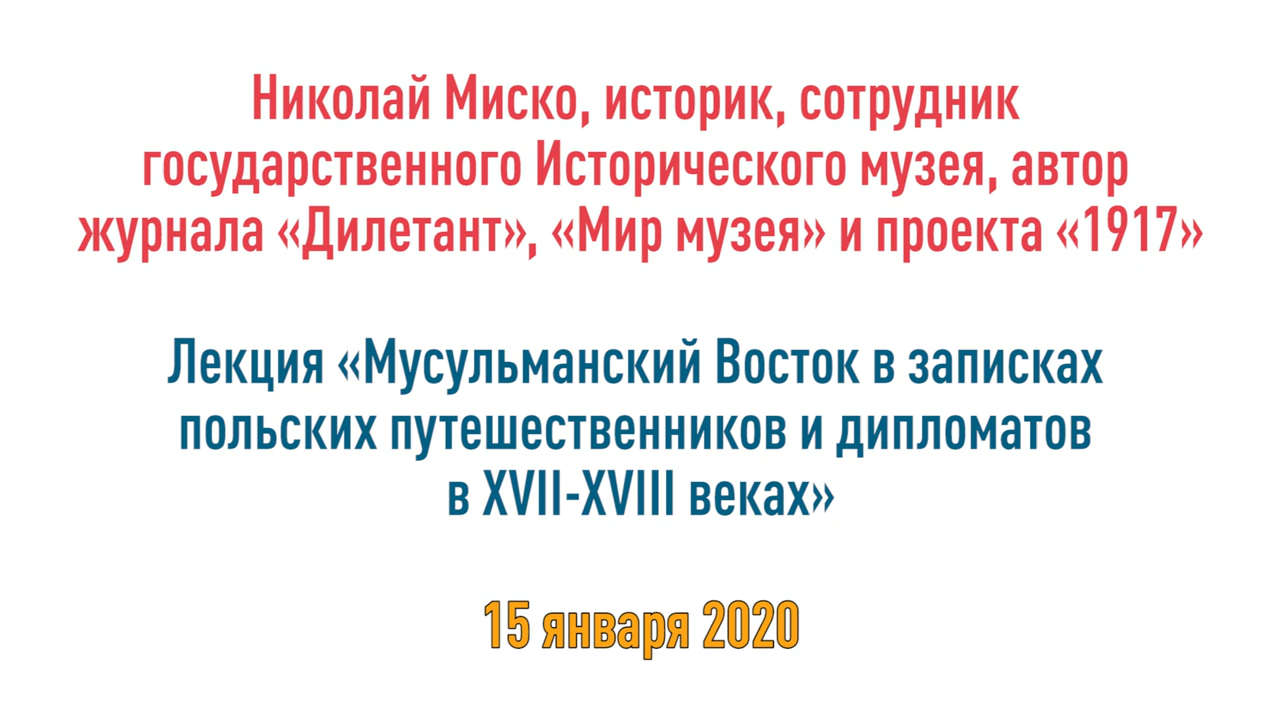 Николай Миско, историк, сотрудник
государственного Исторического музея, автор
журнала «Дилетант», «Мир музея» и проекта «1917»
Лекция «Мусульманский Восток в записках
польских путешественников и дипломатов
в XVII-XVIII веках»
15 января 2020